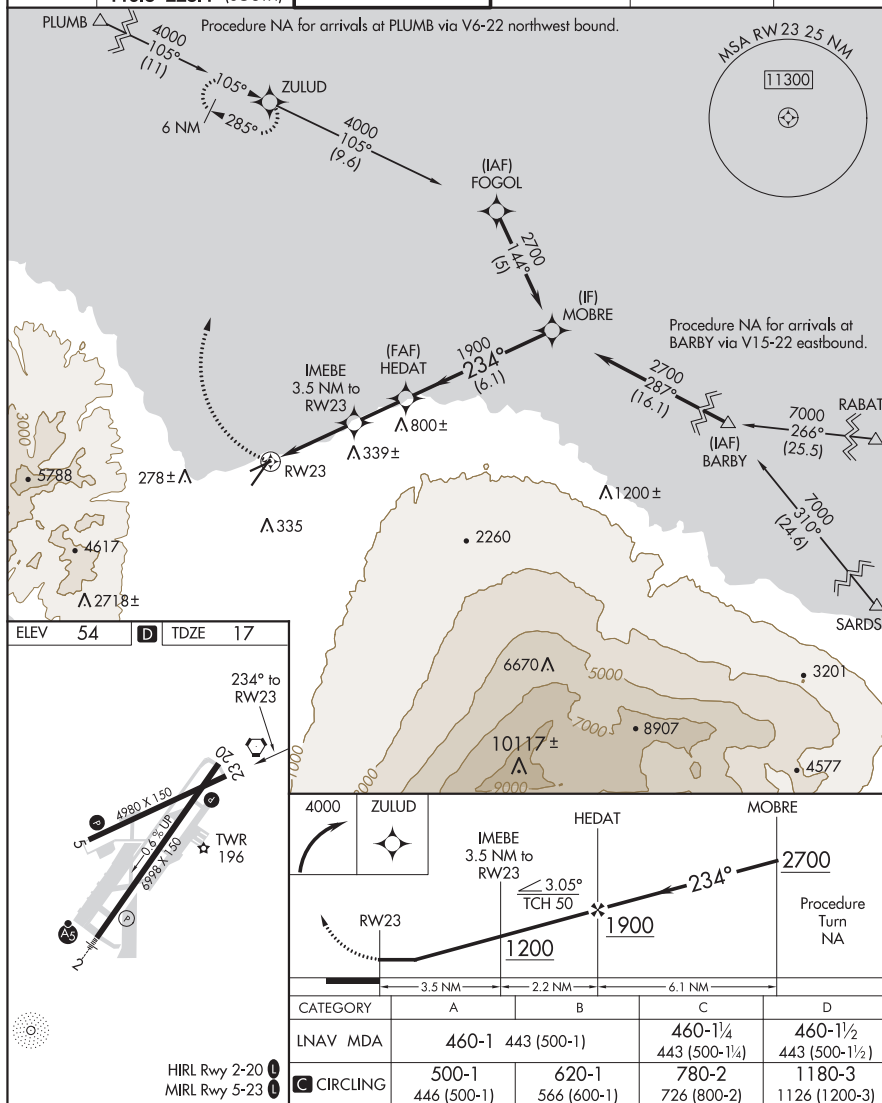 PLUMB
Procedure NA for arrivals at PLUMB via V6-22 northwest bound.
4000
105°
(11)
105°
ZULUD
285°
6 NM
4000
105°
(9.6)
MSA RW 23 25 NM
11300
(IAF)
FOGOL
2700
144°
(5)
(IF)
MOBRE
Procedure NA for arrivals at
BARBY via V15-22 eastbound.
(FAF)
HEDAT
1900
234°
(6.1)
IMEBE
3.5 NM to
RW23
2700
287°
(16.1)
7000
266°
(25.5)
RABAT
(IAF)
BARBY
3000
800±
339±
RW23
5788
278±
1200±
7000
310°
(24.6)
335
2260
4617
2718±
SARDS
ELEV 54 D TDZE 17
234° to
RW23
6670
5000
3201
7000
8907
10117±
4577
9000
1000
23
20
4980 X 150
P
P
5
0.6% UP
6998 X 150
TWR
196
P
A5
2
HIRL Rwy 2-20 L
MIRL Rwy 5-23 L
4000
ZULUD
IMEBE
3.5 NM to
RW23
HEDAT
MOBRE
3.05°
TCH 50
234°
2700
RW23
1900
1200
Procedure
Turn
NA
3.5 NM
2.2 NM
6.1 NM
CATEGORY A B C D
LNAV MDA 460-1 443 (500-1) 460-1¼ 460-1½
443 (500-1¼) 443 (500-1½)
C CIRCLING 500-1 620-1 780-2 1180-3
446 (500-1) 566 (600-1) 726 (800-2) 1126 (1200-3)